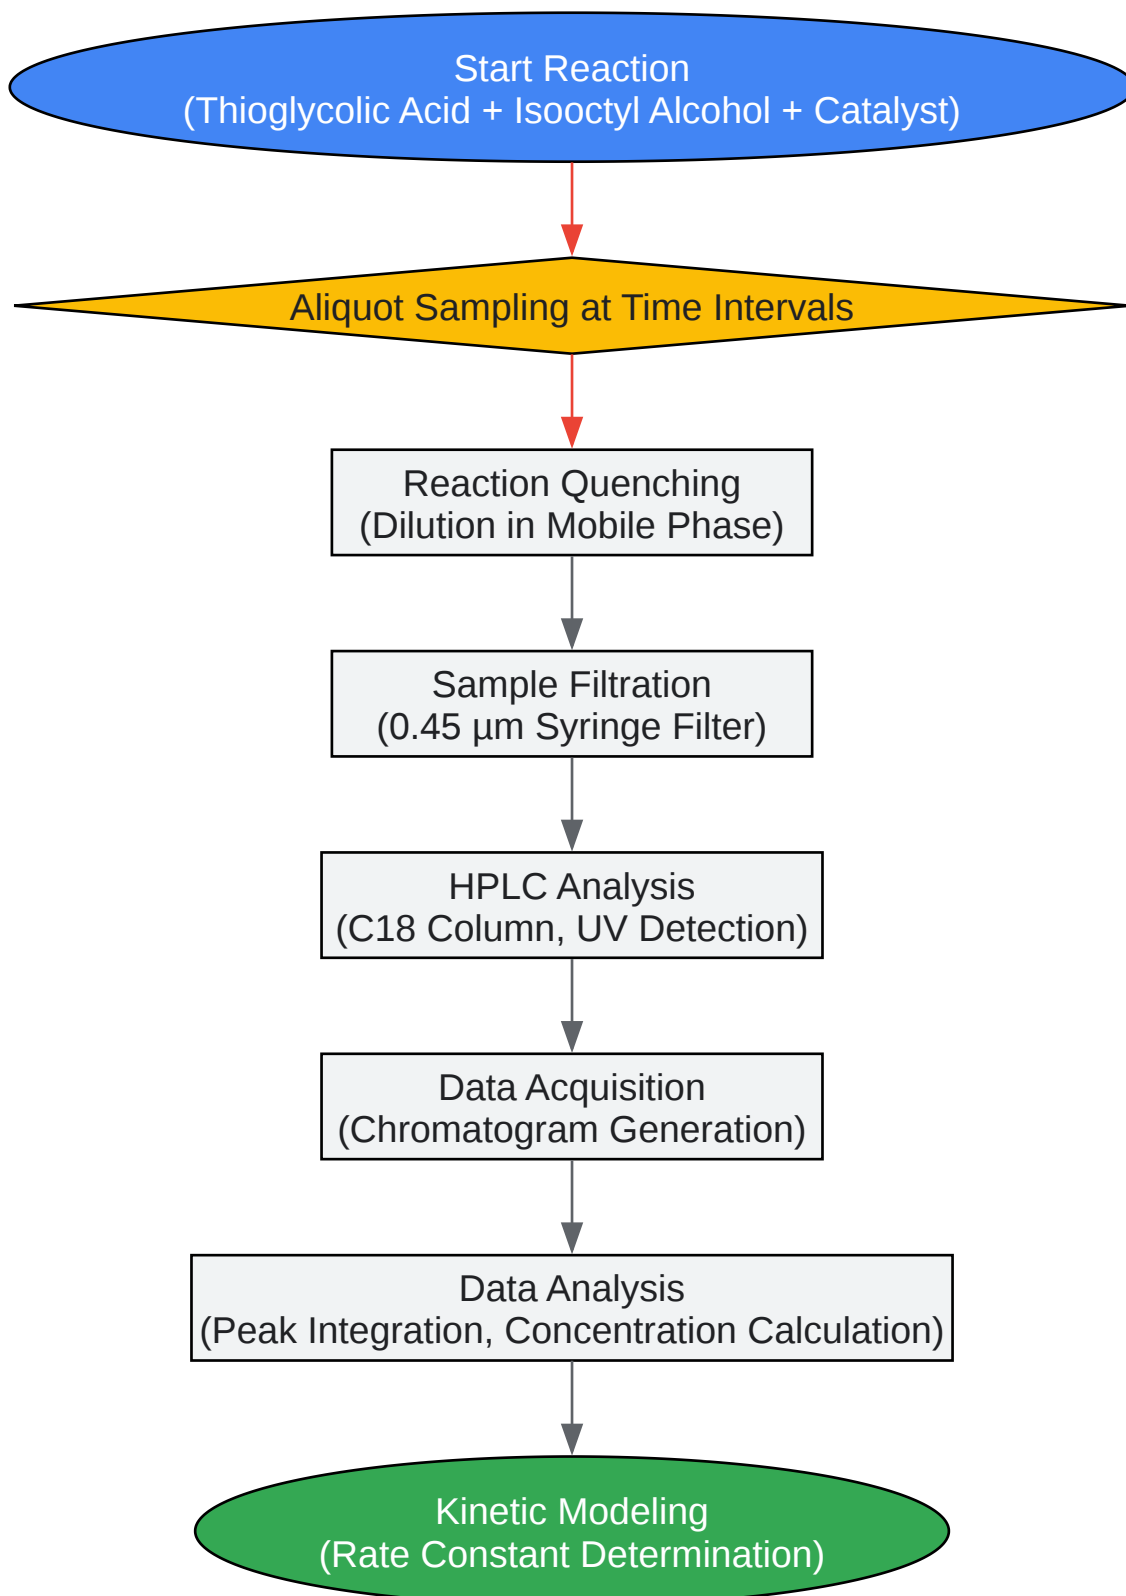 Start Reaction
(Thioglycolic Acid + Isooctyl Alcohol + Catalyst)
Aliquot Sampling at Time Intervals
Reaction Quenching
(Dilution in Mobile Phase)
Sample Filtration
(0.45 µm Syringe Filter)
HPLC Analysis
(C18 Column, UV Detection)
Data Acquisition
(Chromatogram Generation)
Data Analysis
(Peak Integration, Concentration Calculation)
Kinetic Modeling
(Rate Constant Determination)